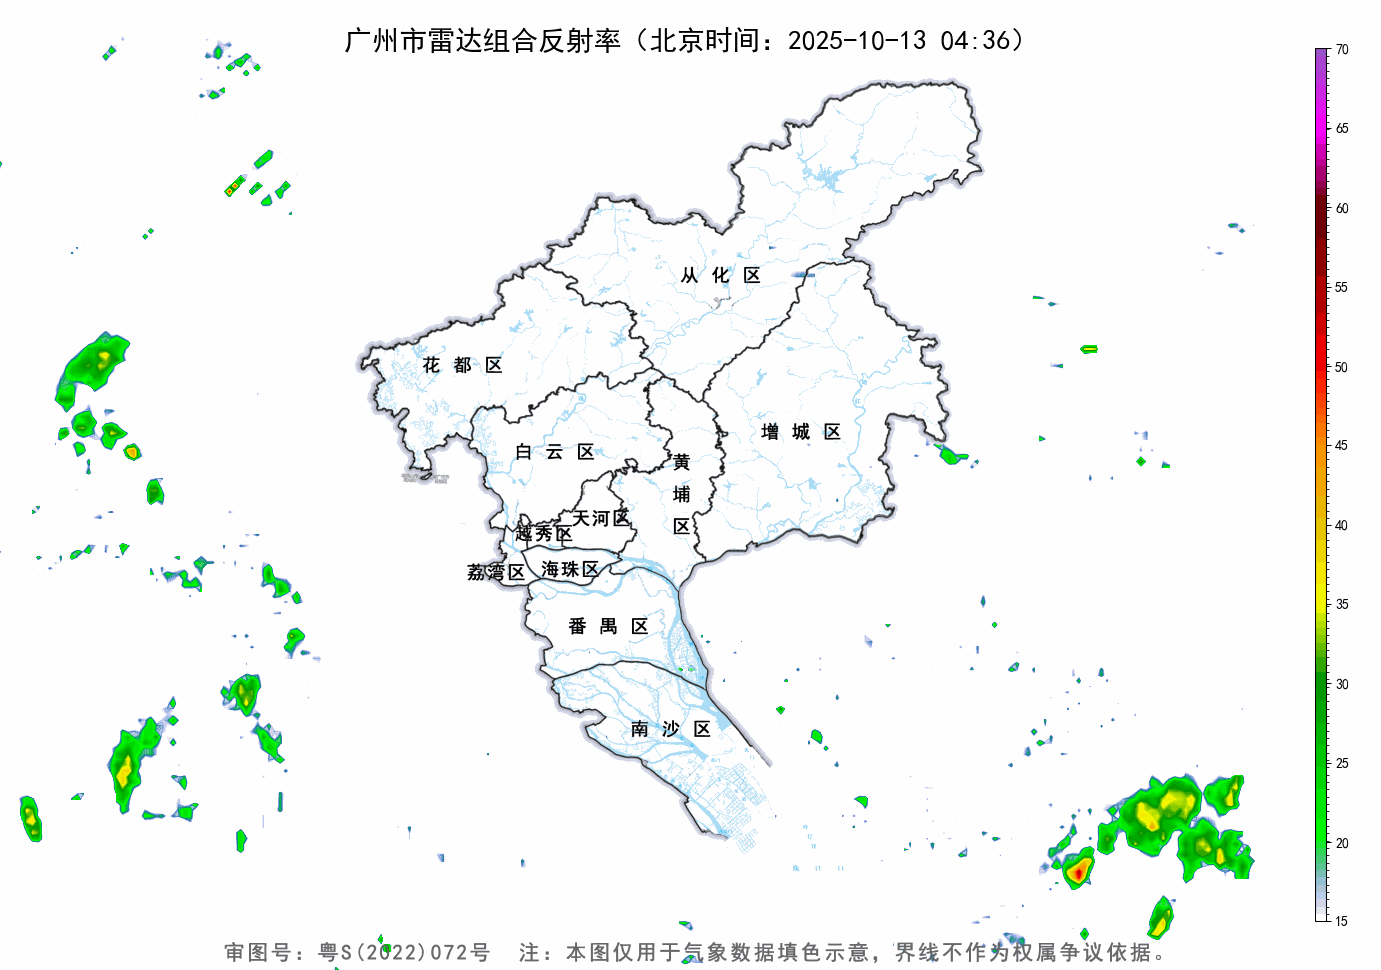 广州市雷达组合反射率（北京时间：2025-10-13 04:36）
70
65
60
55
50
45
40
35
30
25
20
15
从化区
花都区
增城区
白云区
黄埔区
天河区
越秀区
荔湾区
海珠区
番禺区
南沙区
审图号：粤S(2022)072号 注：本图仅用于气象数据填色示意，界线不作为权属争议依据。